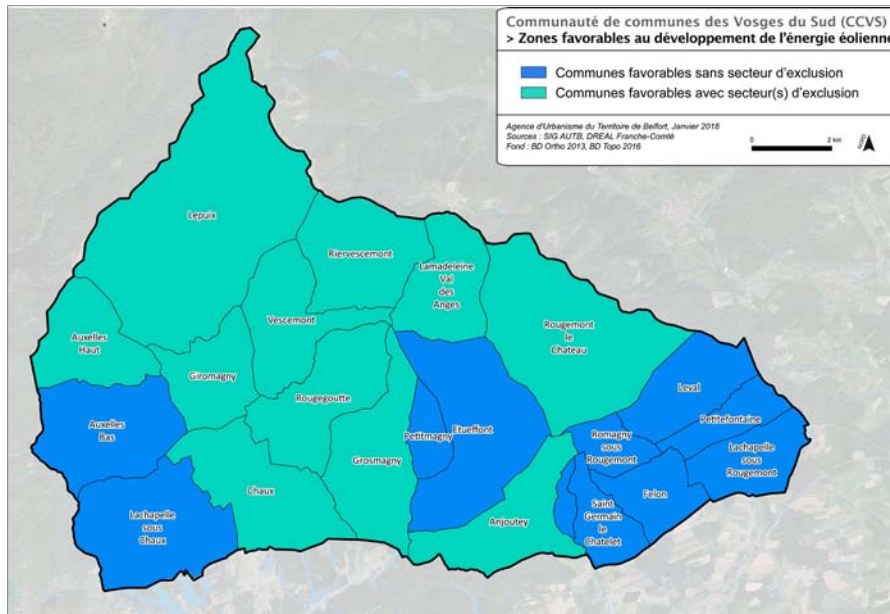 Communauté de communes des Vosges du Sud (CCVS)
> Zones favorables au développement de l'énergie éolienne
Communes favorables sans secteur d'exclusion
Communes favorables avec secteur(s) d'exclusion
Agence d'Urbanisme du Territoire de Belfort, Janvier 2018
Sources : SIG AUTB, DREAL Franche-Comté
Fond : BD Ortho 2013, BD Topo 2016
0
2 km
NORD
Lepuix
Riervescemont
Lamadeleine
Val
des
Anges
Vescemont
Auxelles
Haut
Rougemont
le
Chateau
Giromagny
Rougegoutte
Leval
Auxelles
Bas
Petitmagny
Etueffont
Petitefontaine
Romagny
sous
Rougemont
Lachapelle
sous
Rougemont
Grosmagny
Chaux
Felon
Saint
Germain
le
Chatelet
Anjoutey
Lachapelle
sous
Chaux